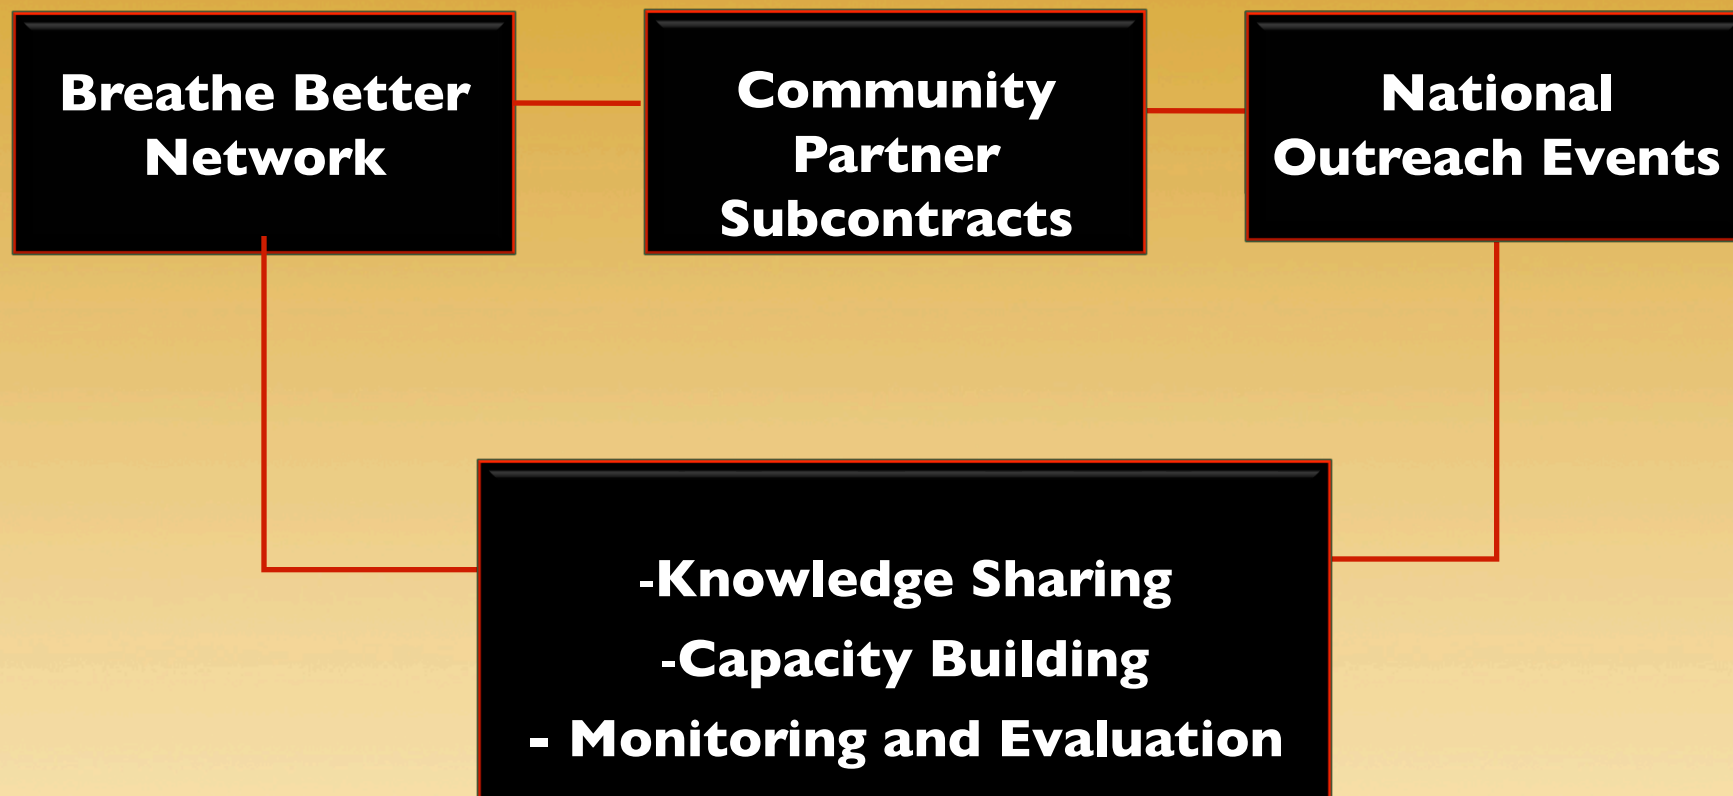 Breathe Better
Network
Community
Partner
Subcontracts
National
Outreach Events
-Knowledge Sharing
-Capacity Building
- Monitoring and Evaluation